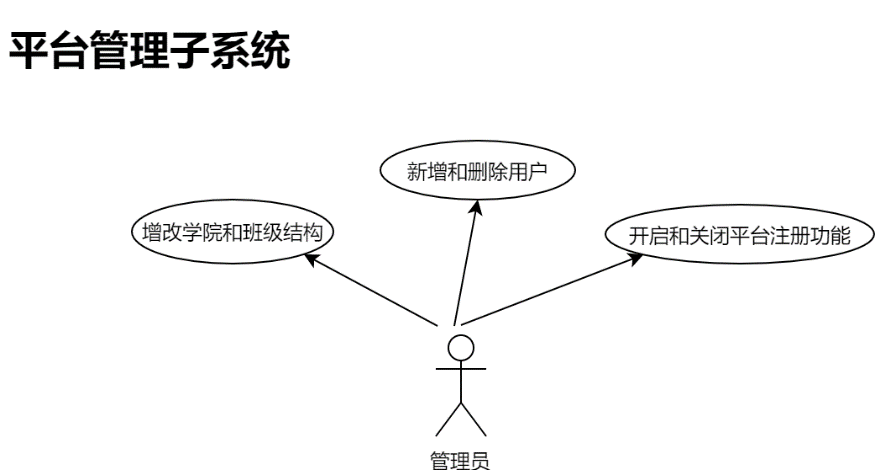 平台管理子系统
新增和删除用户
增改学院和班级结构
开启和关闭平台注册功能
管理员